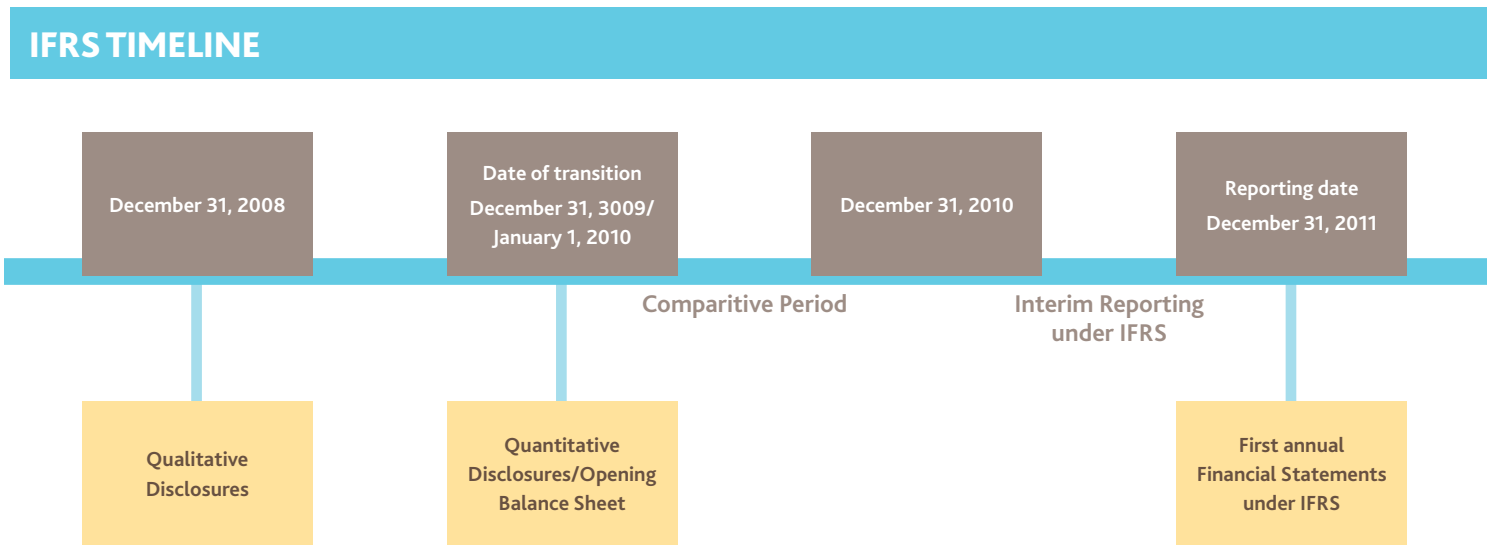 IFRS TIMELINE
December 31, 2008
Date of transition
December 31, 3009/
January 1, 2010
December 31, 2010
Reporting date
December 31, 2011
Comparitive Period
Interim Reporting
under IFRS
Qualitative
Disclosures
Quantitative
Disclosures/Opening
Balance Sheet
First annual
Financial Statements
under IFRS